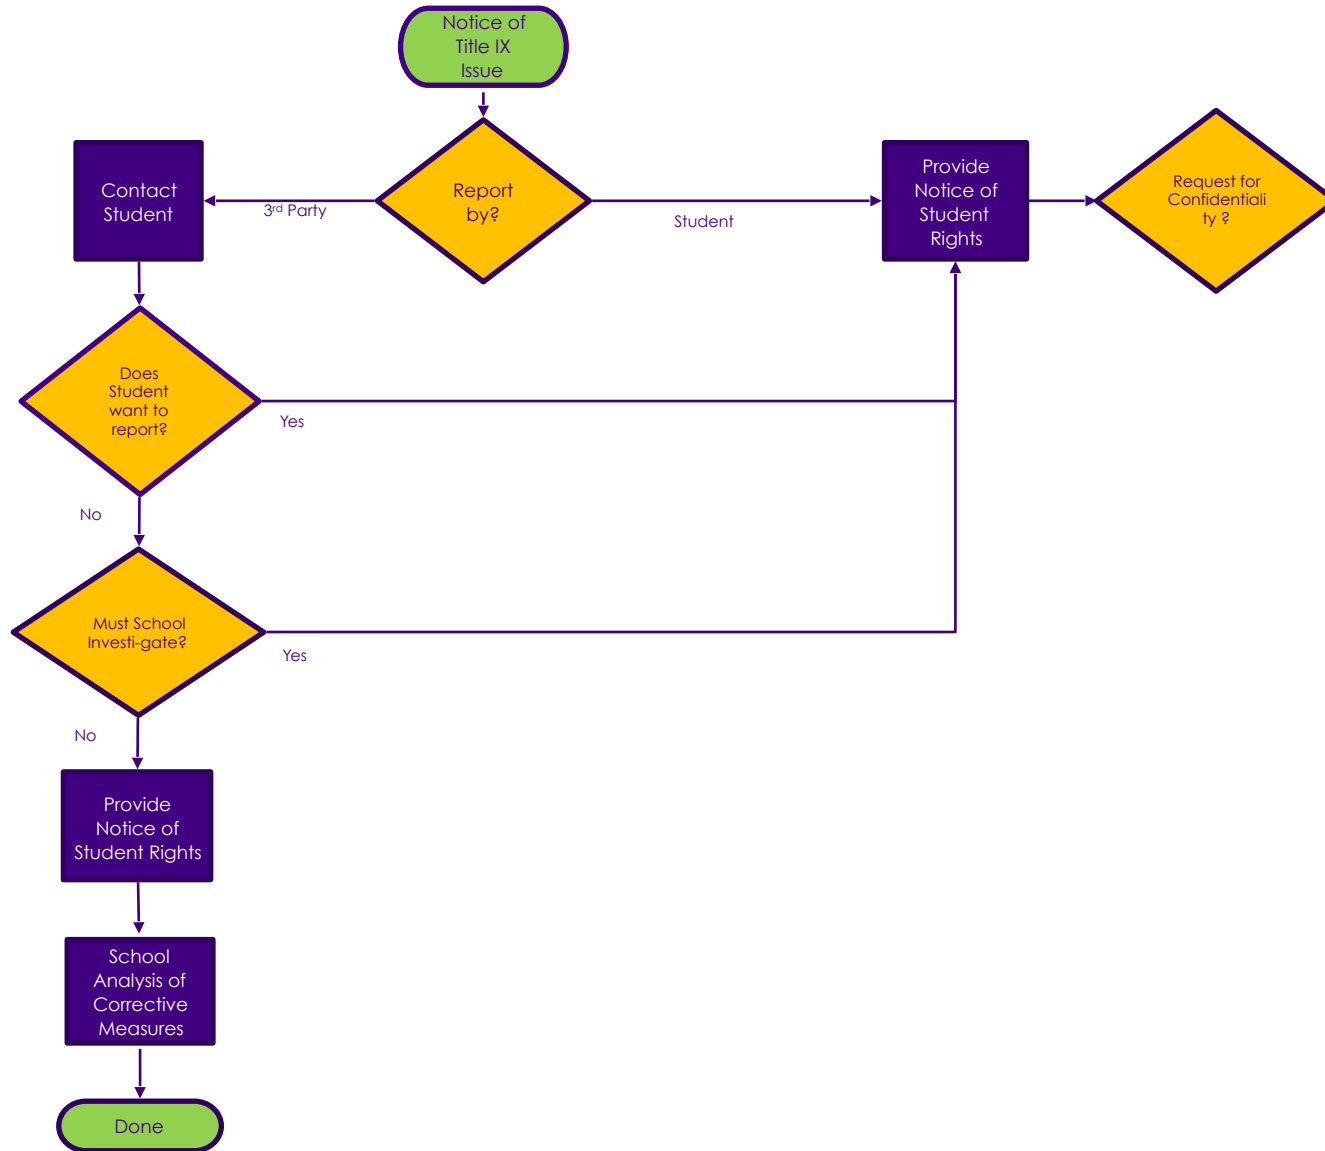 Notice of
Title IX
Issue
Contact
Student
3rd Party
Report
by?
Student
Provide
Notice of
Student
Rights
Request for
Confidentiali
ty ?
Does
Student
want to
report?
Yes
No
Must School
Investi-gate?
Yes
No
Provide
Notice of
Student Rights
School
Analysis of
Corrective
Measures
Done